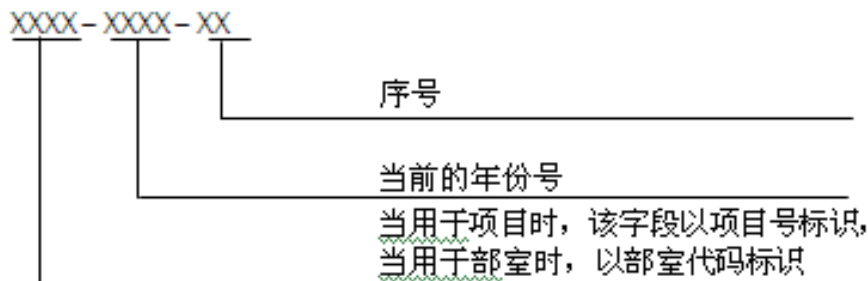 XXXX-XXXX-XX
序号
当前的年份号
当用于项目时，该字段以项目号标识，
当用于部室时，以部室代码标识